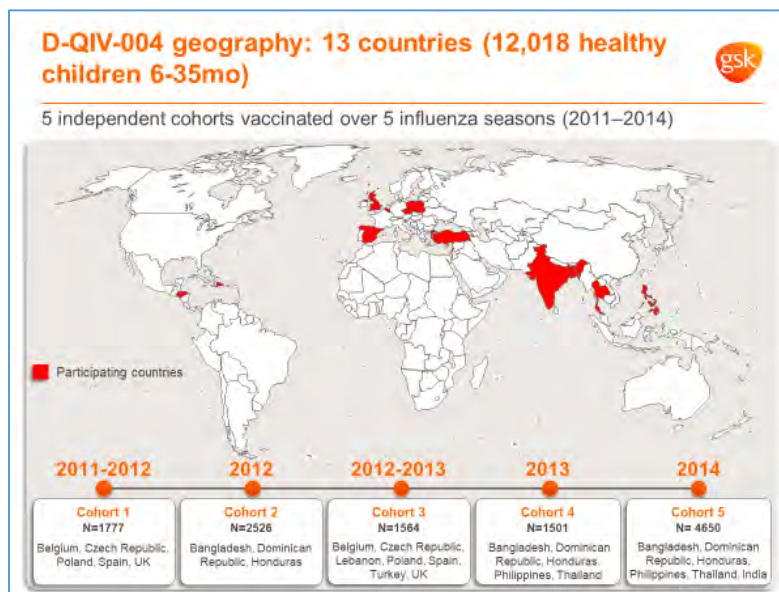 D-QIV-004 geography: 13 countries (12,018 healthy
children 6-35mo)
gsk
5 independent cohorts vaccinated over 5 influenza seasons (2011–2014)
Participating countries
2011-2012
2012
2012-2013
2013
2014
Cohort 1
N=1777
Belgium, Czech Republic,
Poland, Spain, UK
Cohort 2
N=2526
Bangladesh, Dominican
Republic, Honduras
Cohort 3
N=1564
Belgium, Czech Republic,
Lebanon, Poland, Spain,
Turkey, UK
Cohort 4
N=1501
Bangladesh, Dominican
Republic, Honduras,
Philippines, Thailand
Cohort 5
N= 4650
Bangladesh, Dominican
Republic, Honduras,
Philippines, Thailand, India